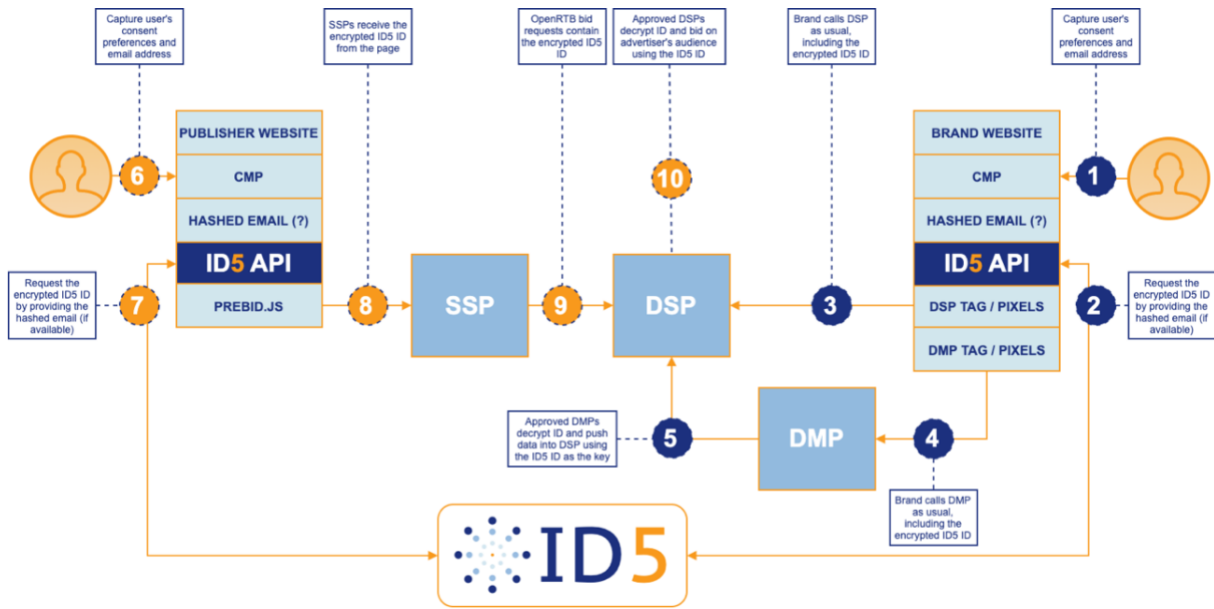 Capture user's
consent
preferences and
email address
SSPs receive the
encrypted ID5 ID
from the page
OpenRTB bid
requests contain
the encrypted ID5
ID
Approved DSPs
decrypt ID and bid on
advertiser's audience
using the ID5 ID
Brand calls DSP
as usual,
including the
encrypted ID5 ID
Capture user's
consent
preferences and
email address
PUBLISHER WEBSITE
CMP
HASHED EMAIL (?)
ID5 API
PREBID.JS
6
Request the
encrypted ID5 ID
by providing the
hashed email (if
available)
7
8
SSP
9
10
DSP
3
BRAND WEBSITE
CMP
HASHED EMAIL (?)
ID5 API
DSP TAG / PIXELS
DMP TAG / PIXELS
1
2
Request the
encrypted ID5 ID
by providing the
hashed email (if
available)
Approved DMPs
decrypt ID and push
data into DSP using
the ID5 ID as the key
5
DMP
4
Brand calls DMP
as usual,
including the
encrypted ID5 ID
ID5